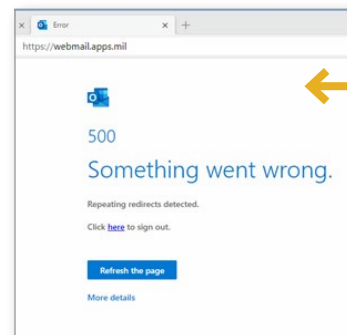 Error
https://webmail.apps.mil
500
Something went wrong.
Repeating redirects detected.
Click here to sign out.
Refresh the page
More details